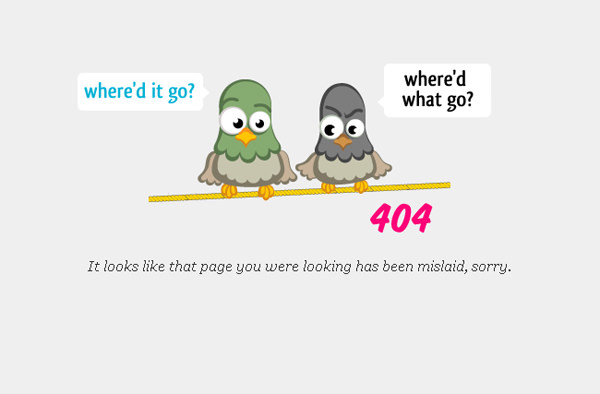 where'd it go?
where'd
what go?
404
It looks like that page you were looking has been mislaid, sorry.